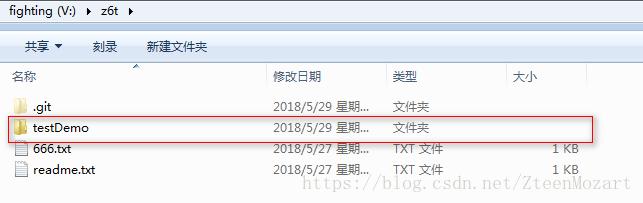 fighting (V:) ▸ z6t ▸
共享 ▼ 刻录 新建文件夹
名称 修改日期 类型 大小
.git 2018/5/29 星期... 文件夹
testDemo 2018/5/29 星期... 文件夹
666.txt 2018/5/27 星期... TXT 文件 1 KB
readme.txt 2018/5/27 星期... TXT 文件 1 KB
https://blog.csdn.net/ZteenMozart